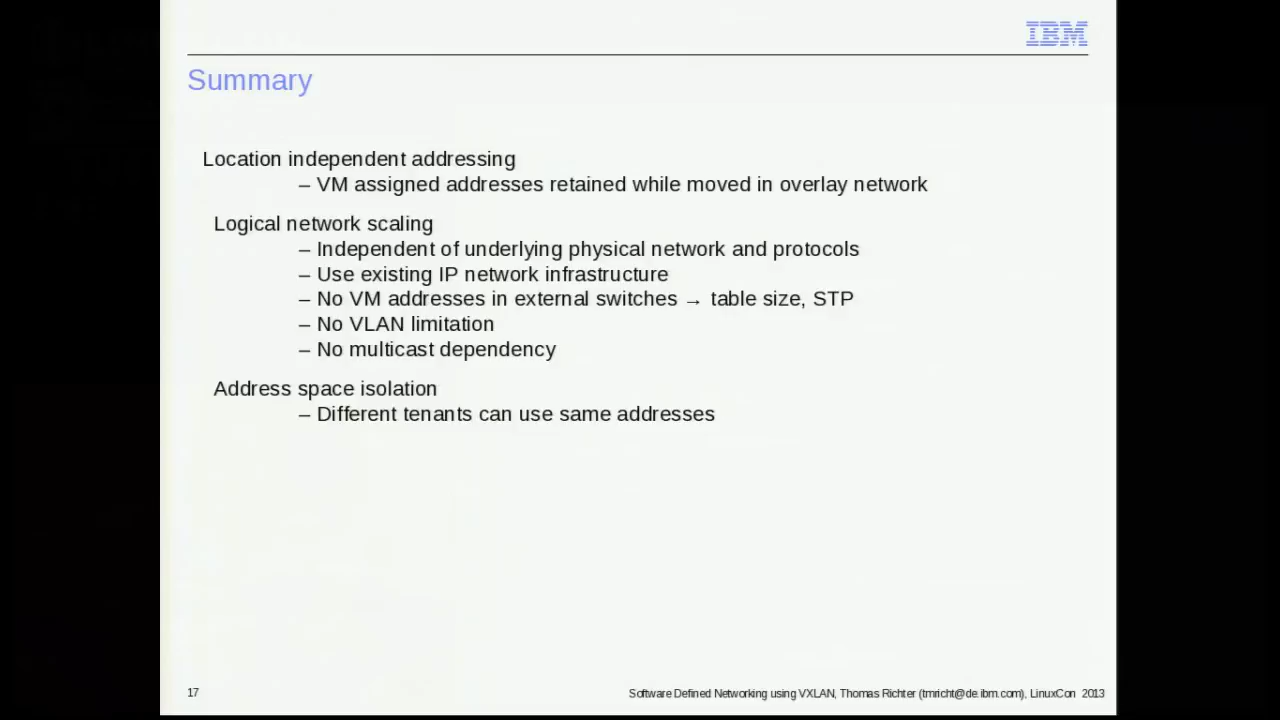 IBM
Summary
Location independent addressing
– VM assigned addresses retained while moved in overlay network
Logical network scaling
– Independent of underlying physical network and protocols
– Use existing IP network infrastructure
– No VM addresses in external switches → table size, STP
– No VLAN limitation
– No multicast dependency
Address space isolation
– Different tenants can use same addresses
17
Software Defined Networking using VXLAN, Thomas Richter (tmricht@de.ibm.com), LinuxCon 2013